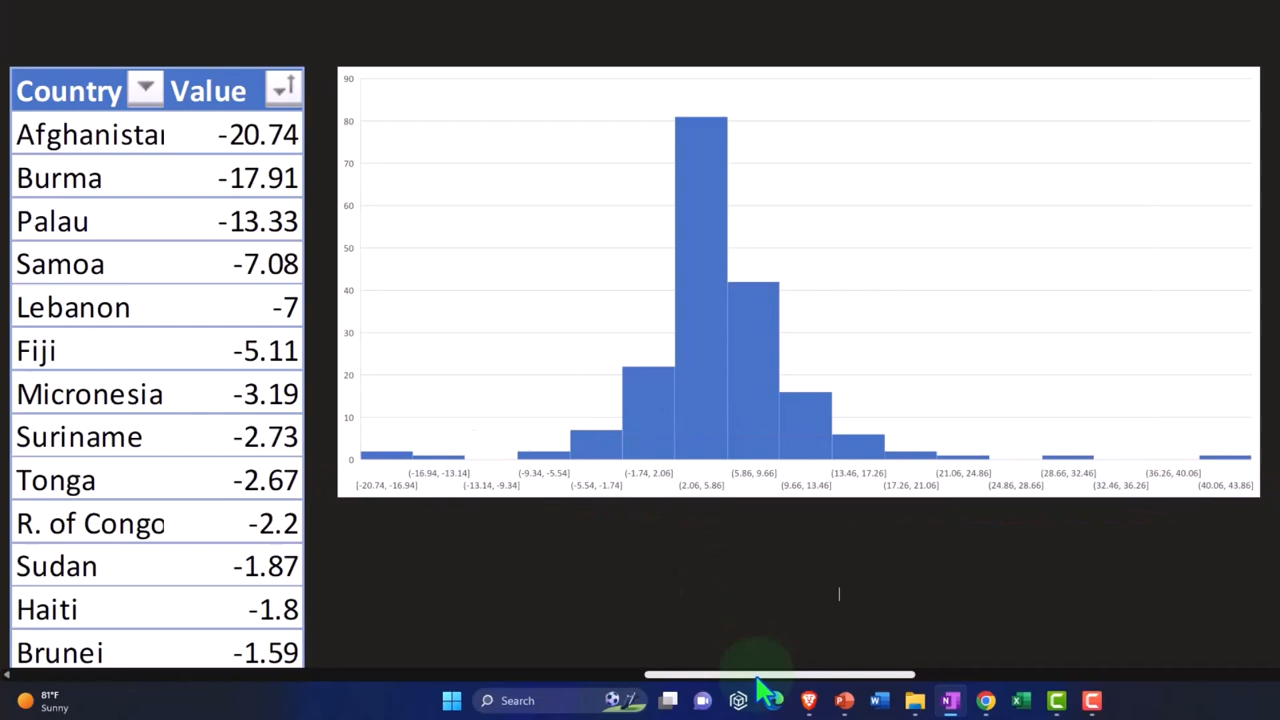 Country Value
Afghanistar -20.74
Burma -17.91
Palau -13.33
Samoa -7.08
Lebanon -7
Fiji -5.11
Micronesia -3.19
Suriname -2.73
Tonga -2.67
R. of Congo -2.2
Sudan -1.87
Haiti -1.8
Brunei -1.59
90
80
70
60
50
40
30
20
10
0
(-16.94, -13.14] (-9.34, -5.54] (-1.74, 2.06] (5.86, 9.66] (13.46, 17.26] (21.06, 24.86] (28.66, 32.46] (36.26, 40.06]
[-20.74, -16.94] (-13.14, -9.34] (-5.54, -1.74] (2.06, 5.86] (9.66, 13.46] (17.26, 21.06] (24.86, 28.66] (32.46, 36.26] (40.06, 43.86]
81°F
Sunny
Search